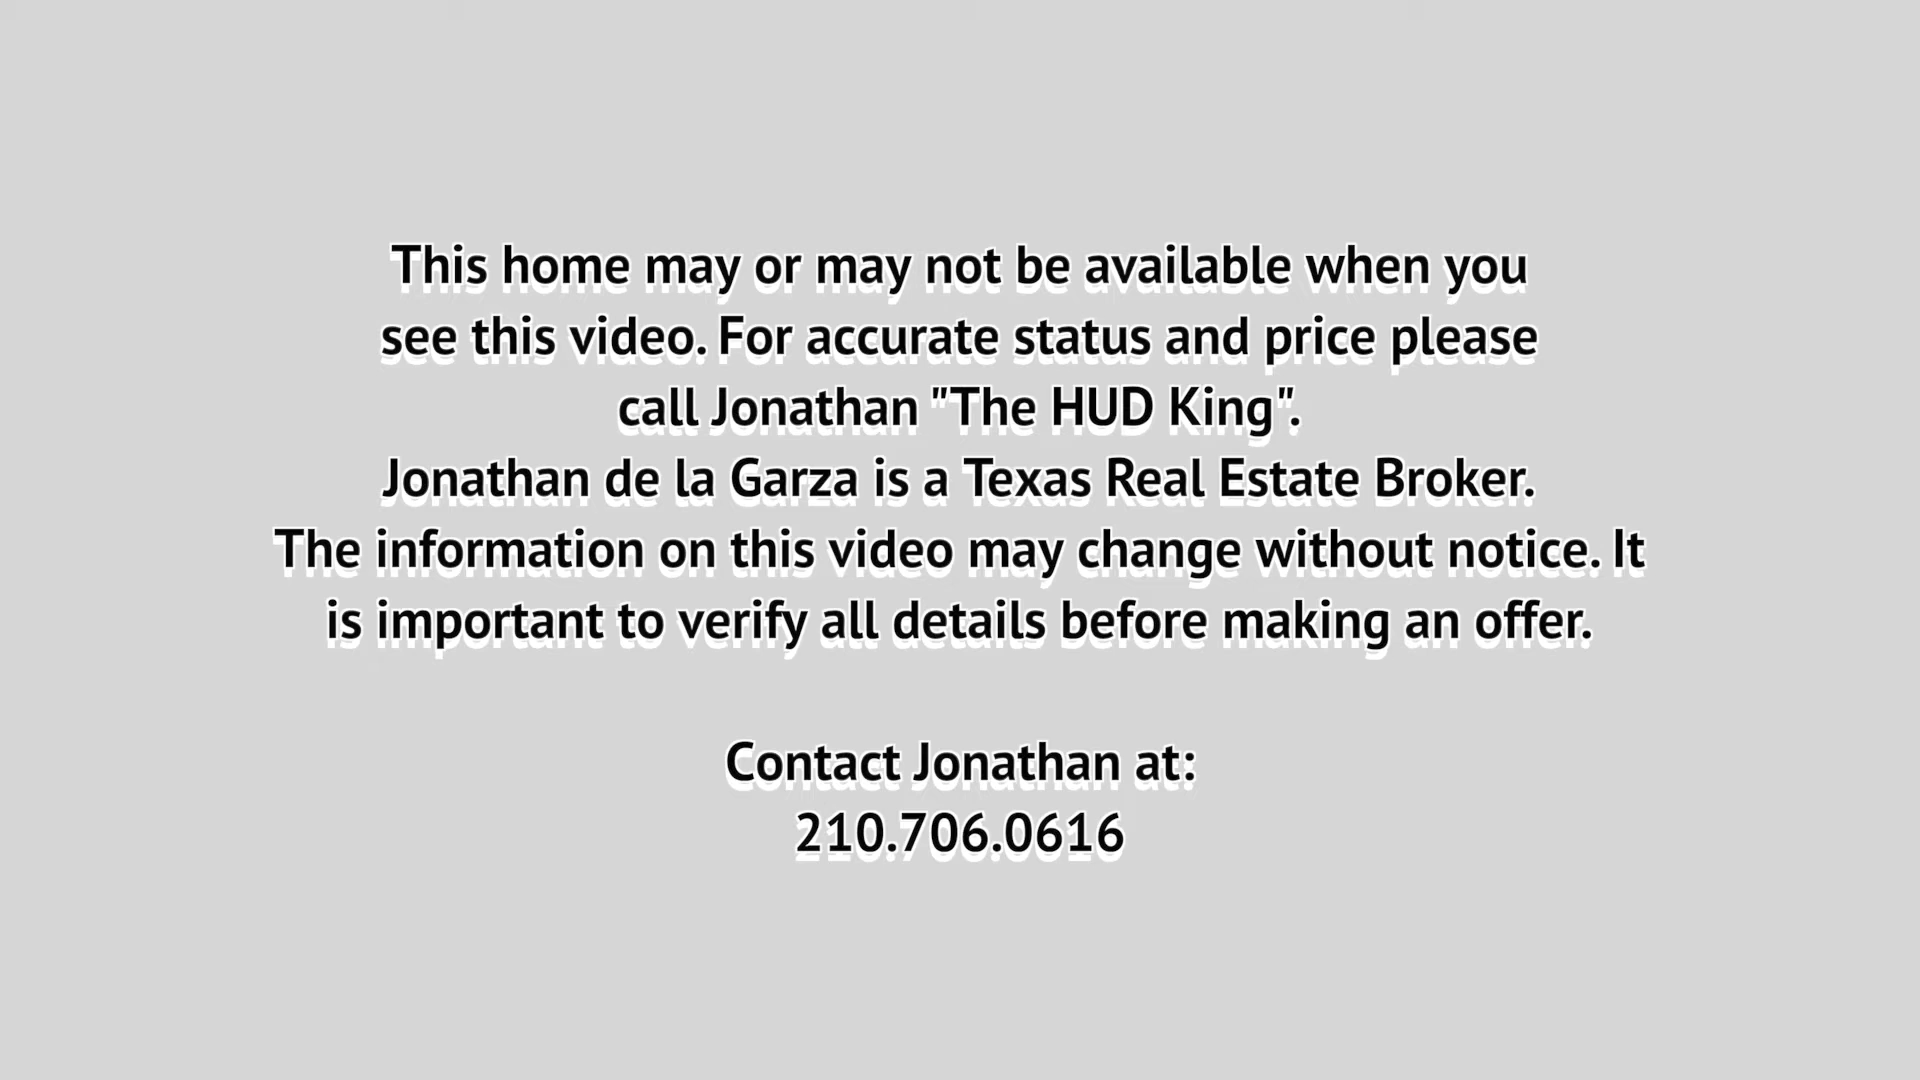 This home may or may not be available when you
see this video. For accurate status and price please
call Jonathan "The HUD King".
Jonathan de la Garza is a Texas Real Estate Broker.
The information on this video may change without notice. It
is important to verify all details before making an offer.
Contact Jonathan at:
210.706.0616